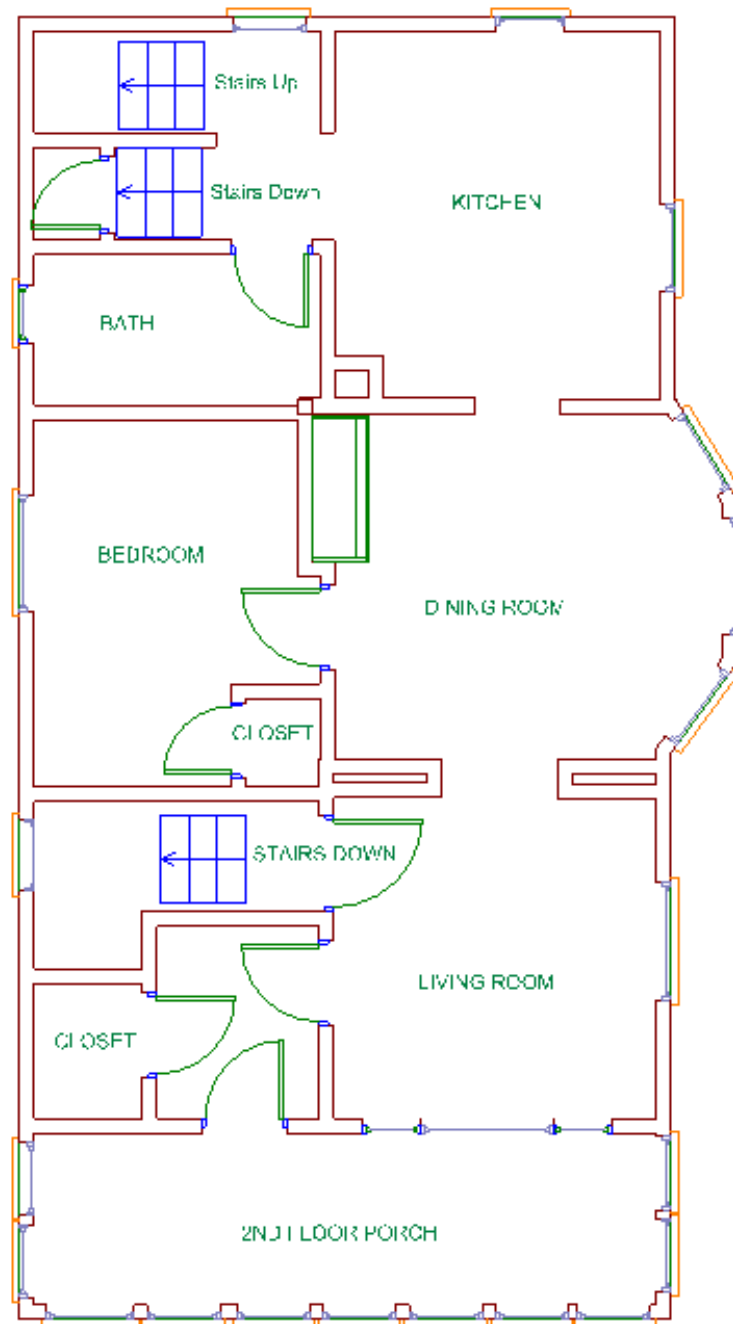 Stairs Up
Stairs Down
KITCHEN
BATH
BEDROOM
DINING ROOM
CLOSET
STAIRS DOWN
LIVING ROOM
CLOSET
2ND FLOOR PORCH